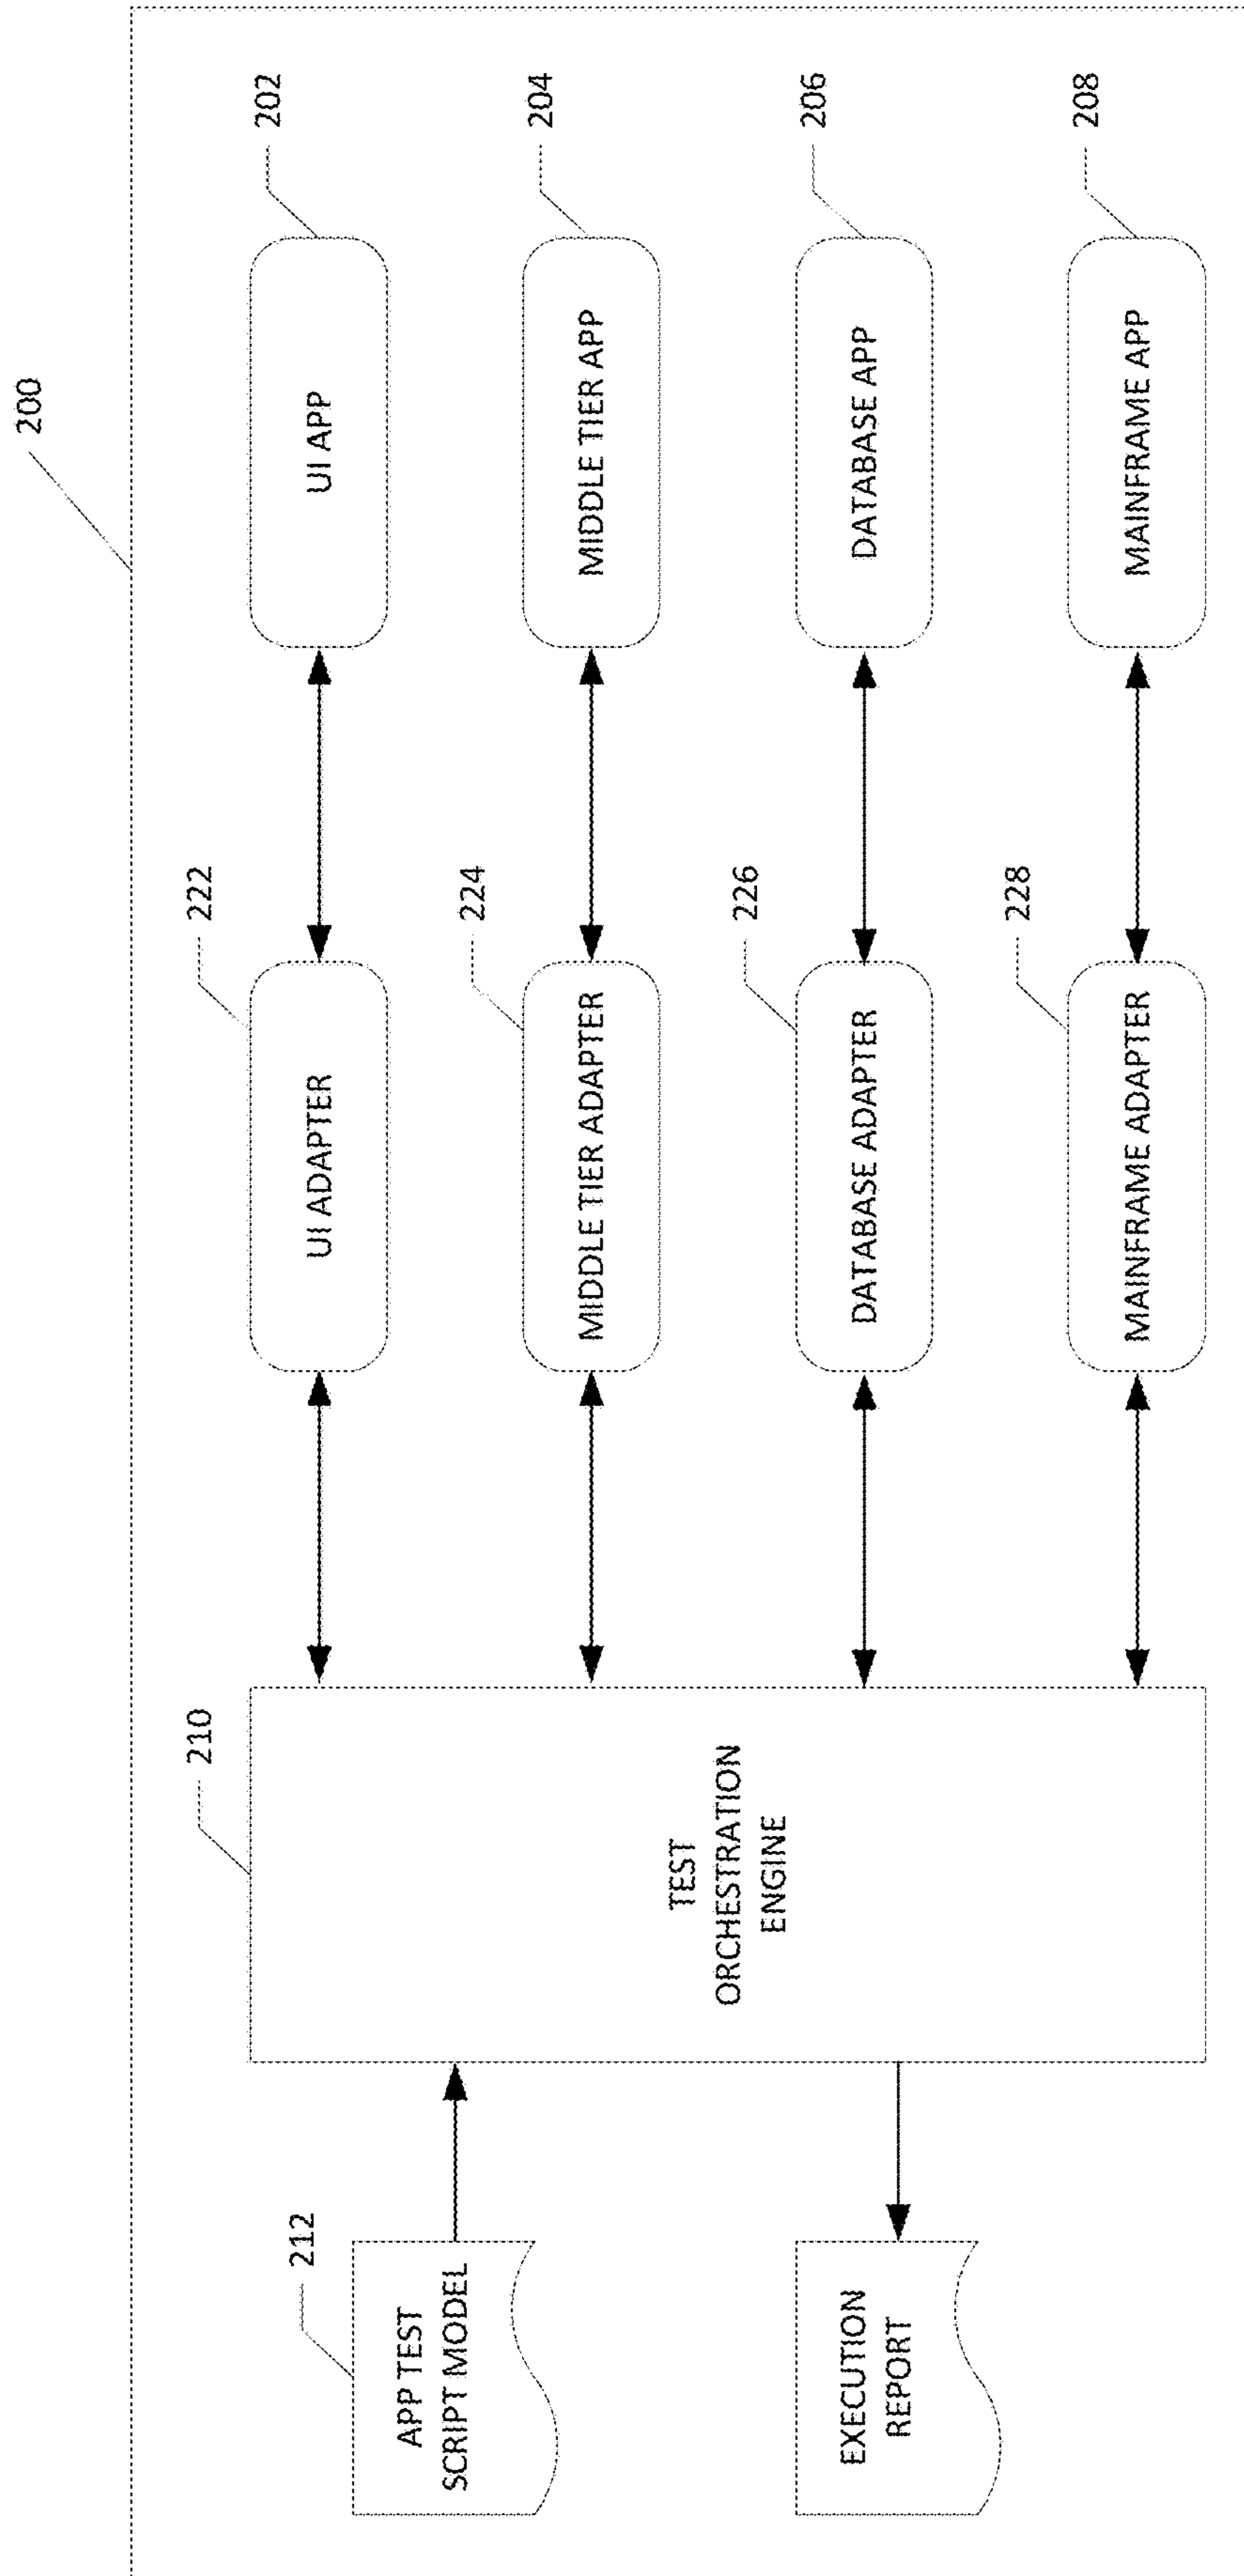 200
212
APP TEST
SCRIPT MODEL
EXECUTION
REPORT
210
TEST
ORCHESTRATION
ENGINE
222
UI ADAPTER
202
UI APP
224
MIDDLE TIER ADAPTER
204
MIDDLE TIER APP
226
DATABASE ADAPTER
206
DATABASE APP
228
MAINFRAME ADAPTER
208
MAINFRAME APP